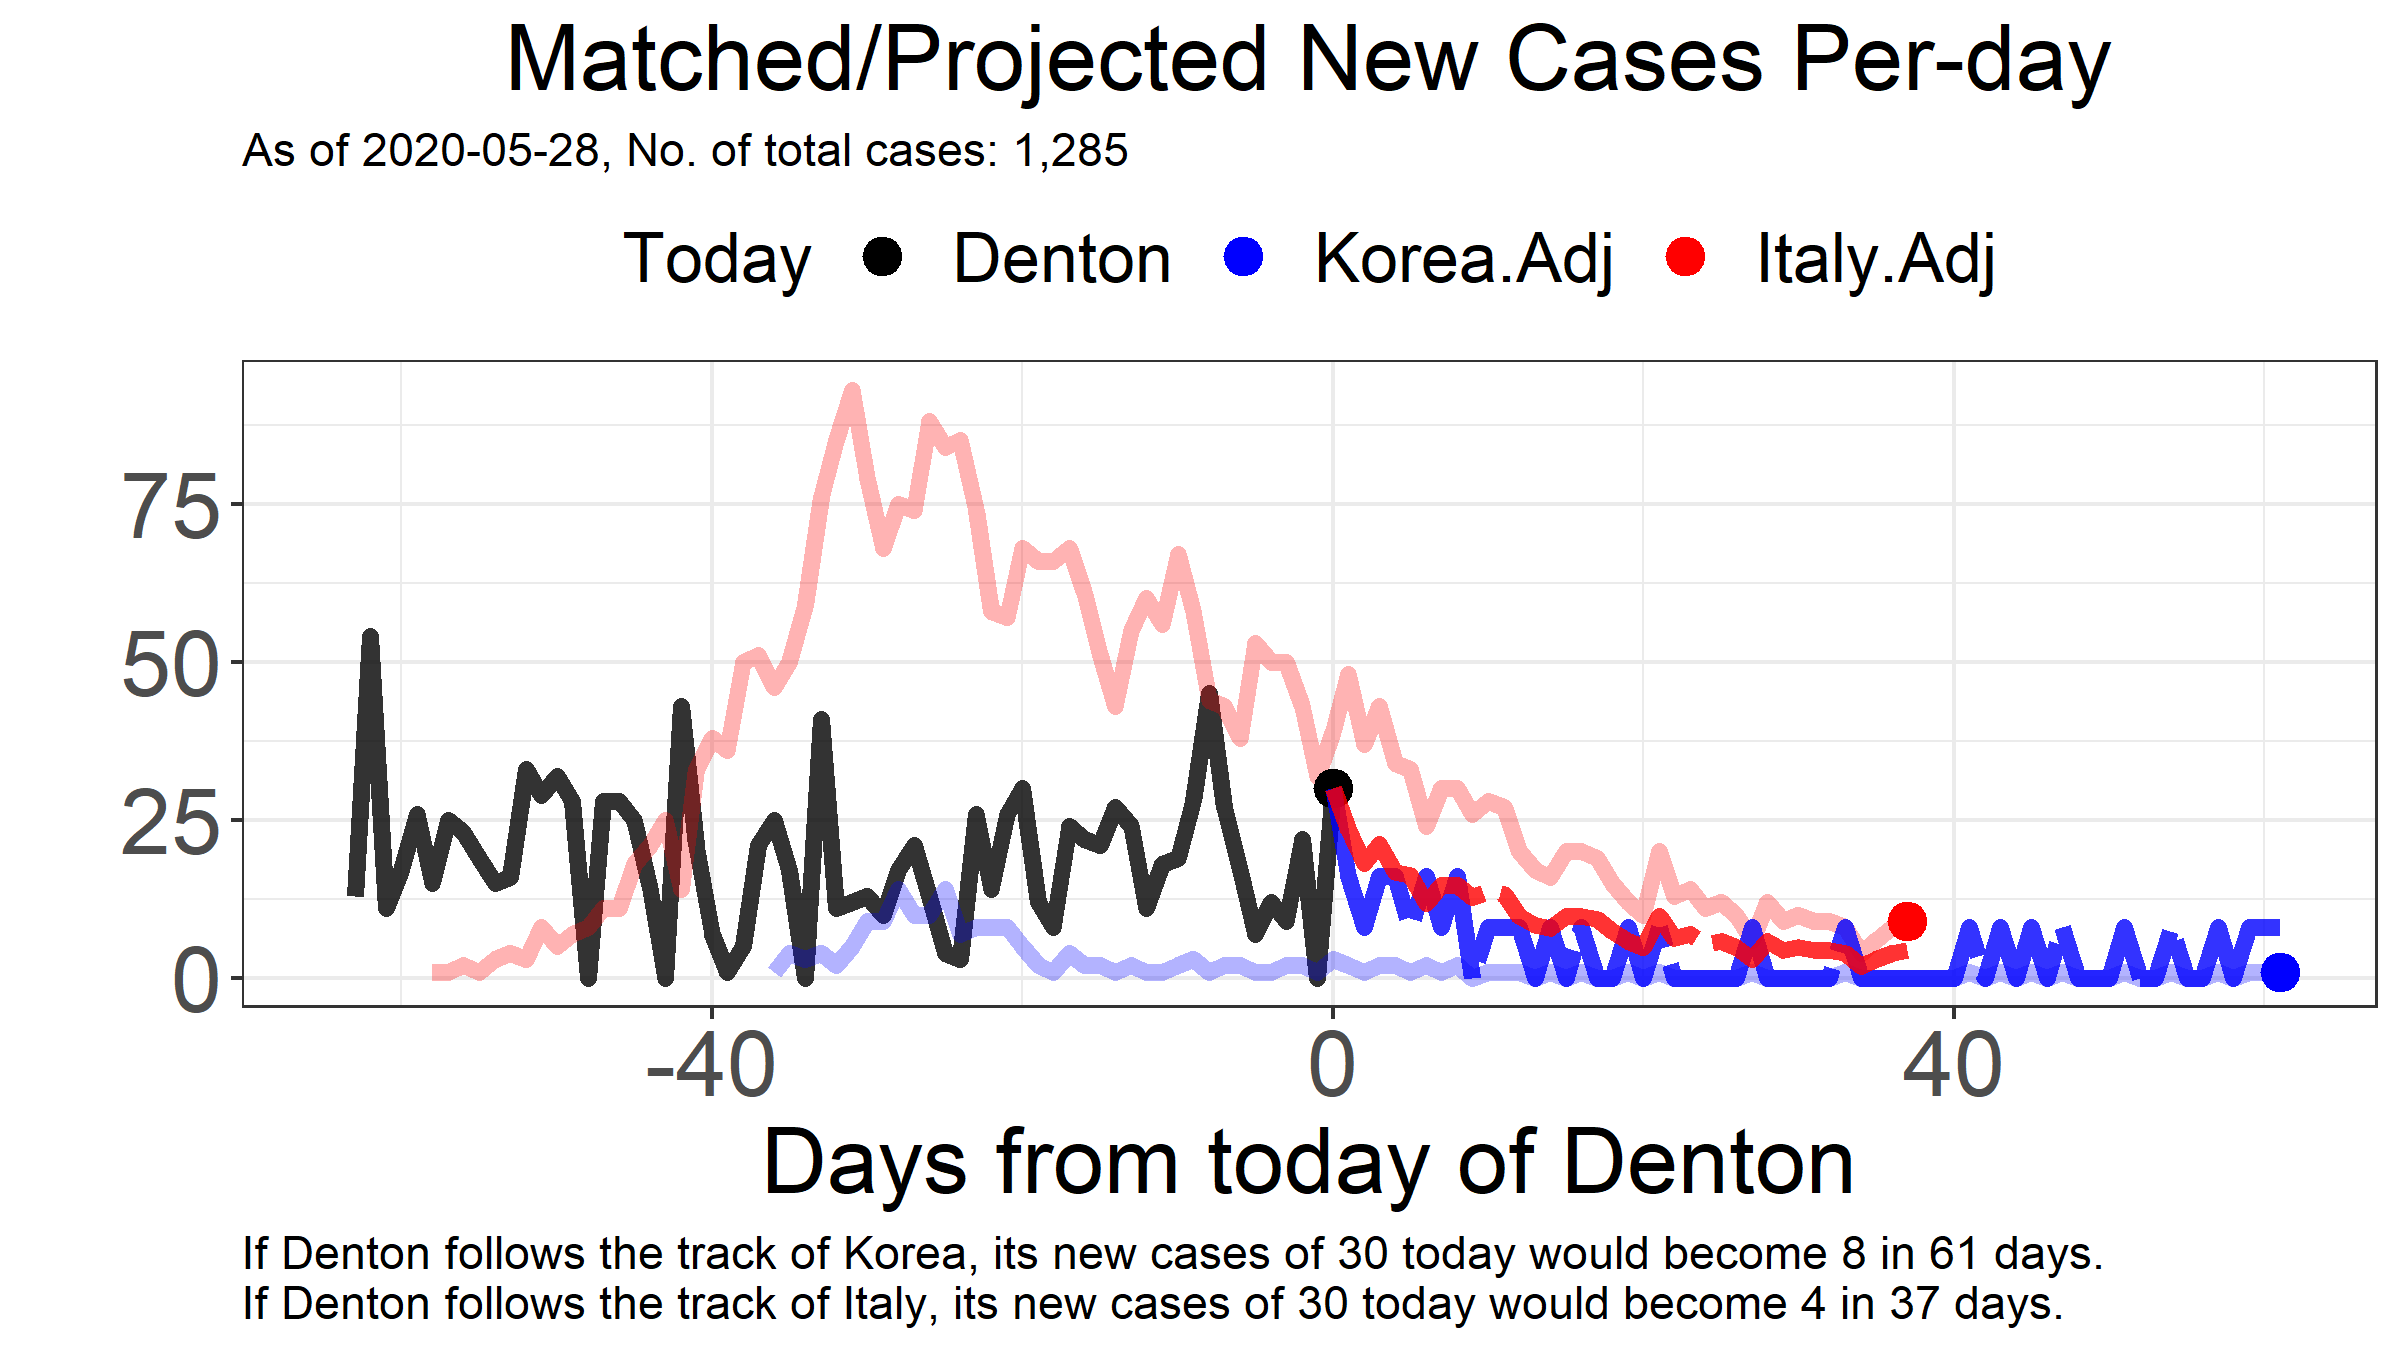 Matched/Projected New Cases Per-day
As of 2020-05-28, No. of total cases: 1,285
Today Denton Korea.Adj Italy.Adj
75
50
25
0
-40 0 40
Days from today of Denton
If Denton follows the track of Korea, its new cases of 30 today would become 8 in 61 days.
If Denton follows the track of Italy, its new cases of 30 today would become 4 in 37 days.